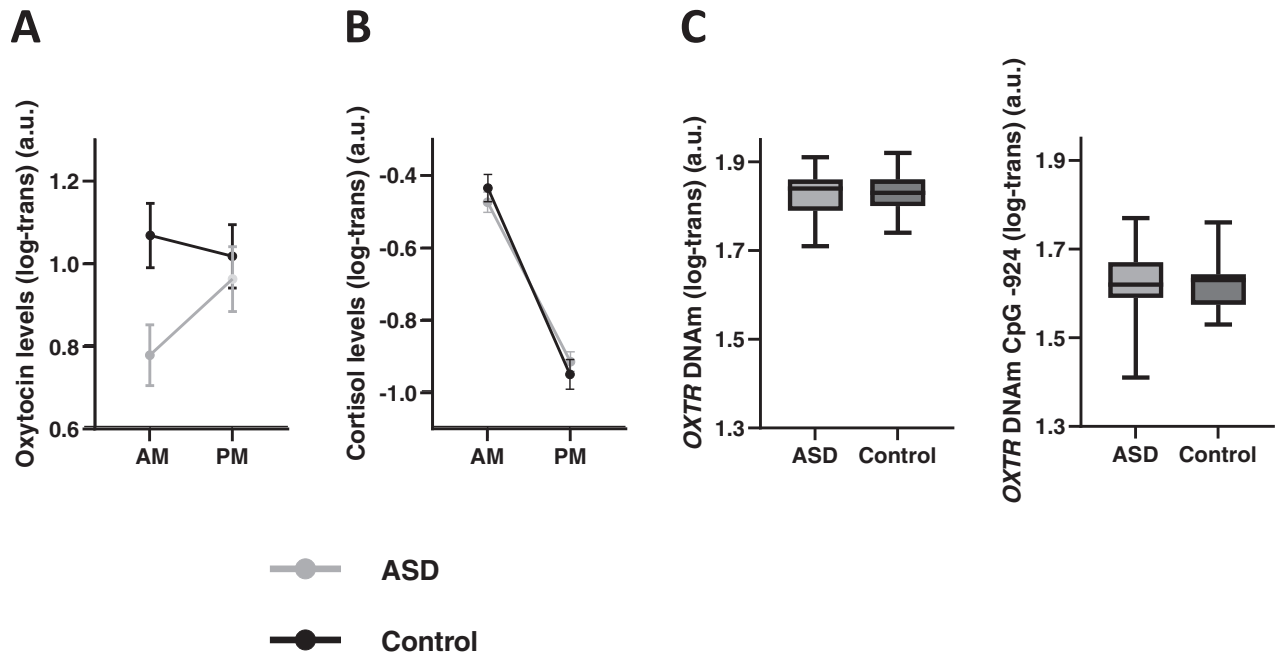 A
B
C
Oxytocin levels (log-trans) (a.u.)
1.2
1.0
0.8
0.6
AM PM
Cortisol levels (log-trans) (a.u.)
-0.4
-0.6
-0.8
-1.0
AM PM
OXTR DNAm (log-trans) (a.u.)
1.9
1.7
1.5
1.3
ASD Control
OXTR DNAm CpG -924 (log-trans) (a.u.)
1.9
1.7
1.5
1.3
ASD Control
ASD
Control